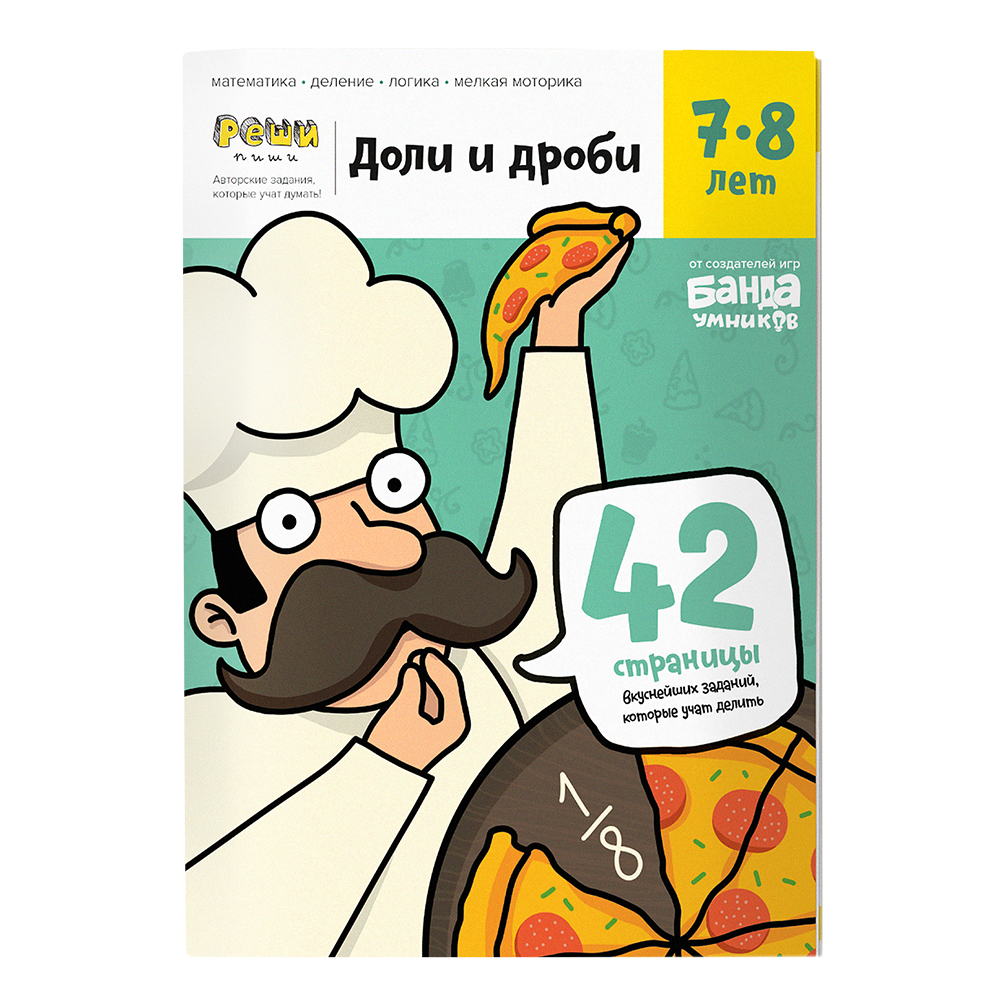 математика • деление • логика • мелкая моторика
Реши
пиши
Авторские задания,
которые учат думать!
Доли и дроби
7•8
лет
от создателей игр
БАНДА
УМНИКОВ
42
страницы
вкуснейших заданий,
которые учат делить
1/8